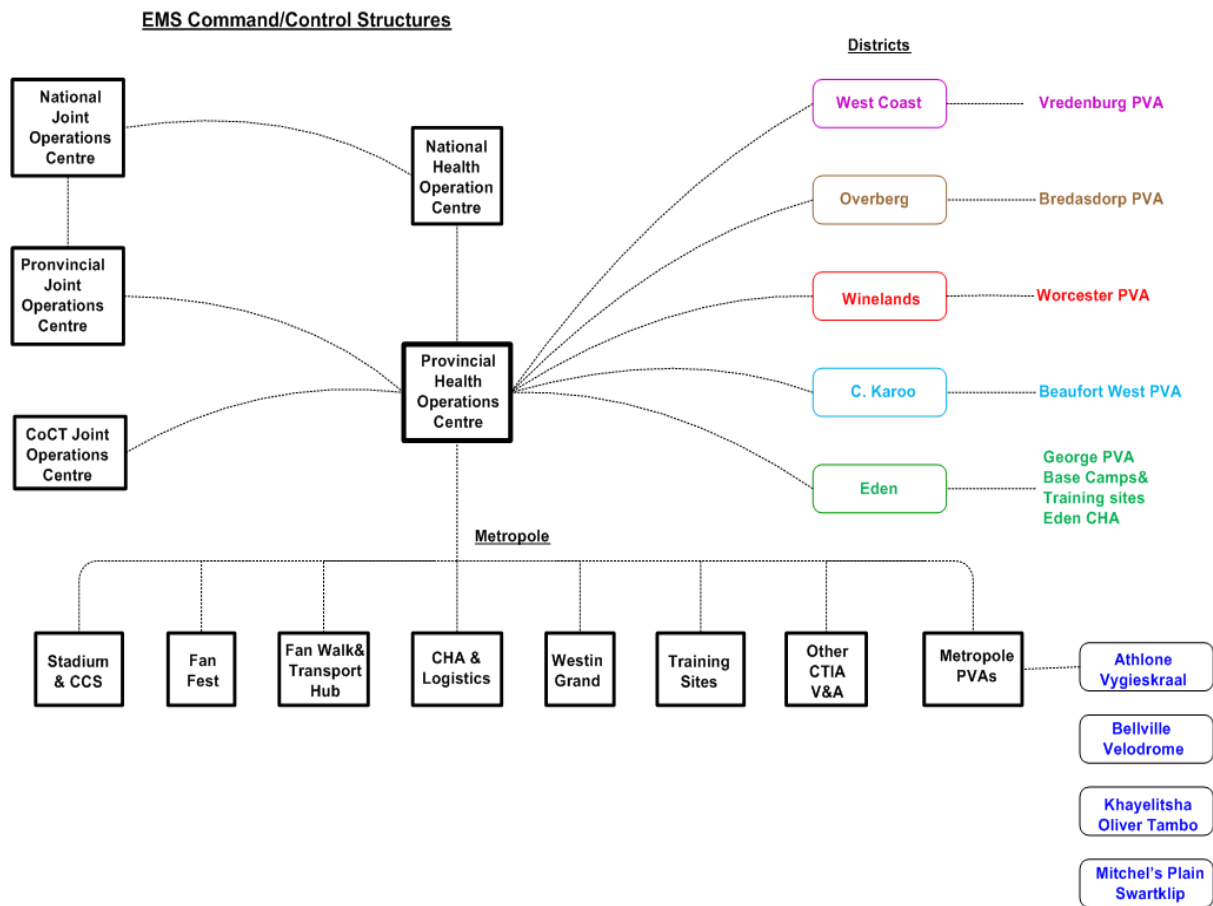 EMS Command/Control Structures
Districts
National
Joint
Operations
Centre
National
Health
Operation
Centre
West Coast
Vredenburg PVA
Overberg
Bredasdorp PVA
Pronvincial
Joint
Operations
Centre
Winelands
Worcester PVA
Provincial
Health
Operations
Centre
C. Karoo
Beaufort West PVA
CoCT Joint
Operations
Centre
Eden
George PVA
Base Camps&
Training sites
Eden CHA
Metropole
Stadium
& CCS
Fan
Fest
Fan Walk&
Transport
Hub
CHA &
Logistics
Westin
Grand
Training
Sites
Other
CTIA
V&A
Metropole
PVAs
Athlone
Vygieskraal
Bellville
Velodrome
Khayelitsha
Oliver Tambo
Mitchel's Plain
Swartklip